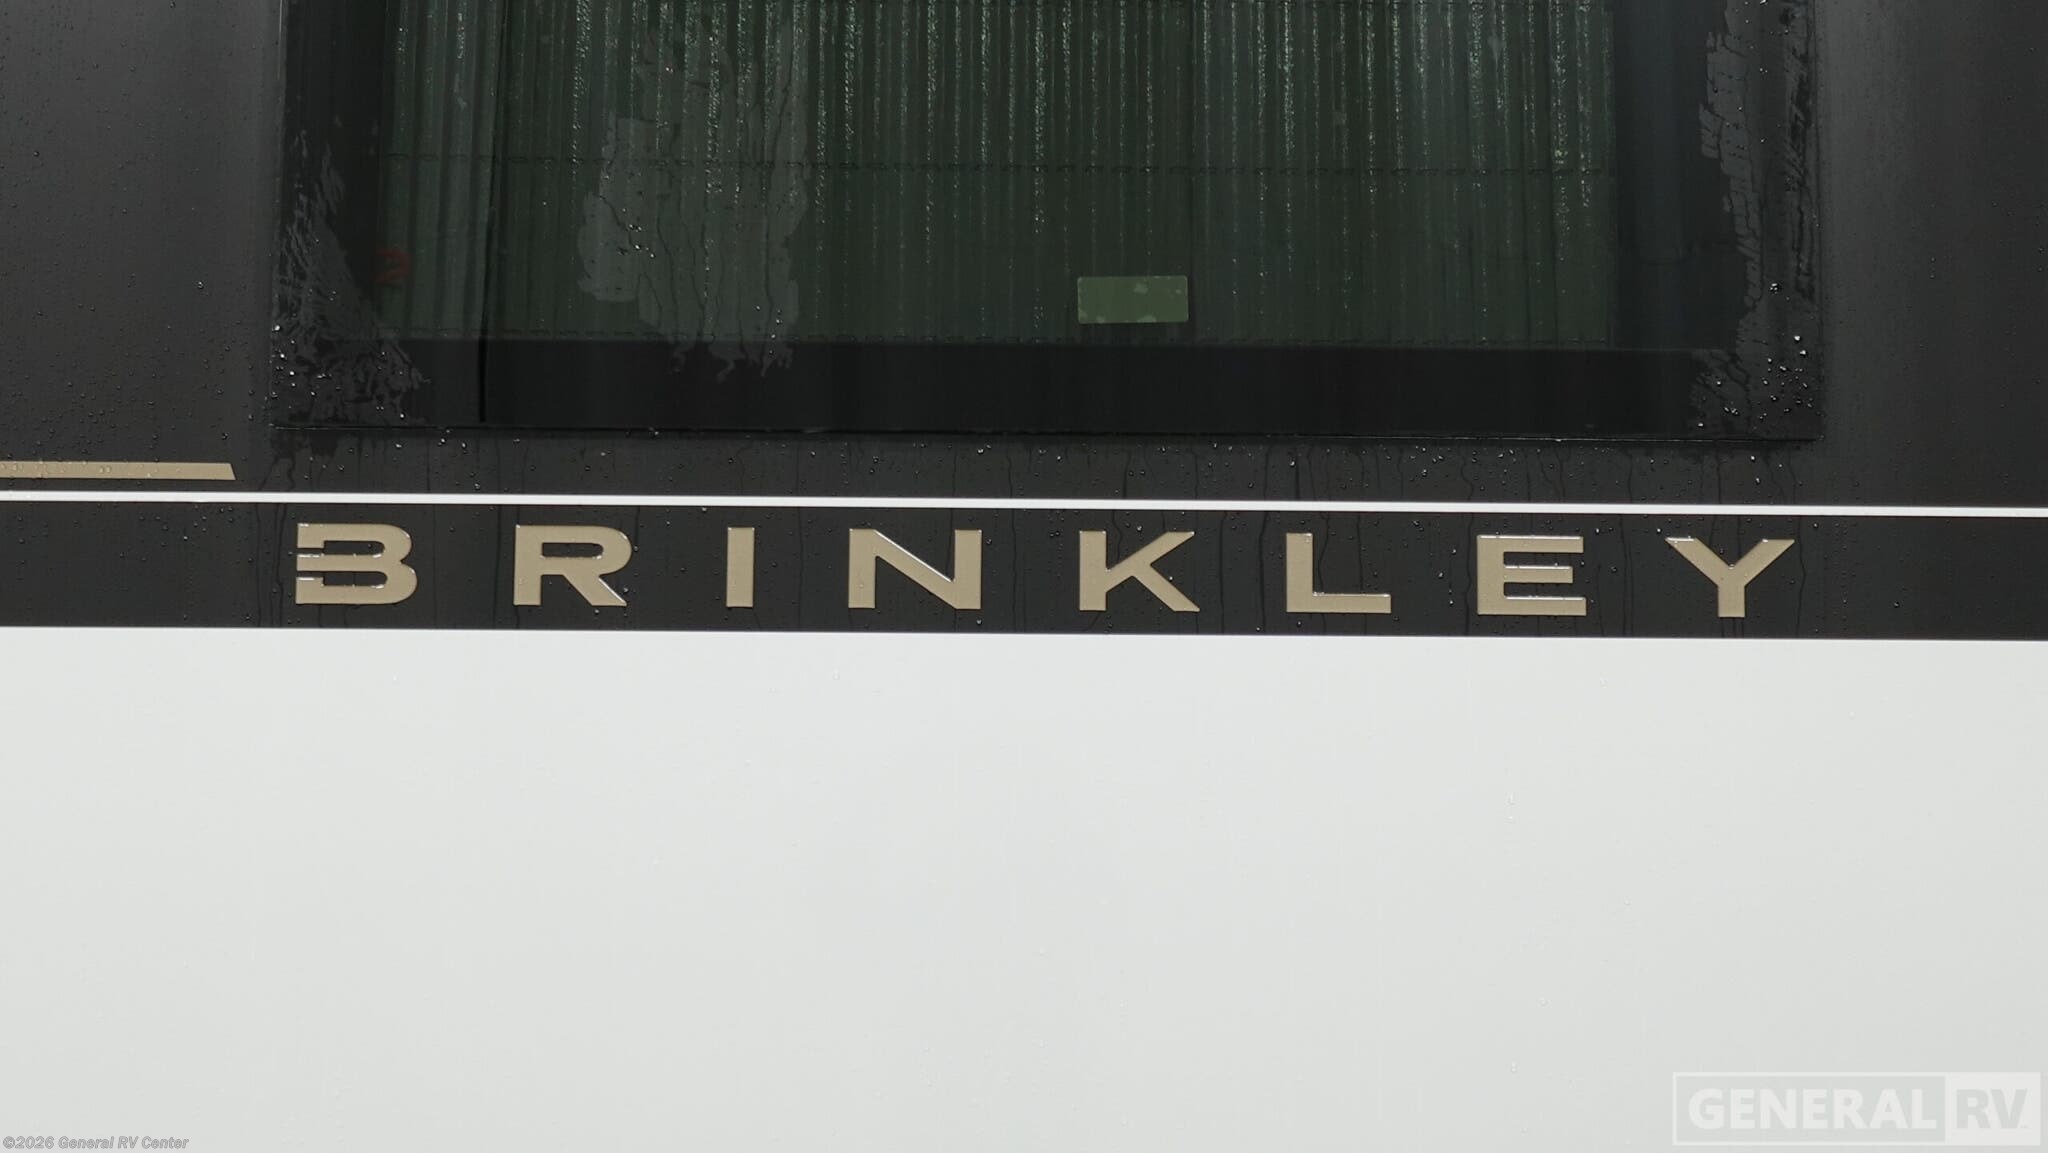 BRINKLEY
GENERAL RV
©2026 General RV Center